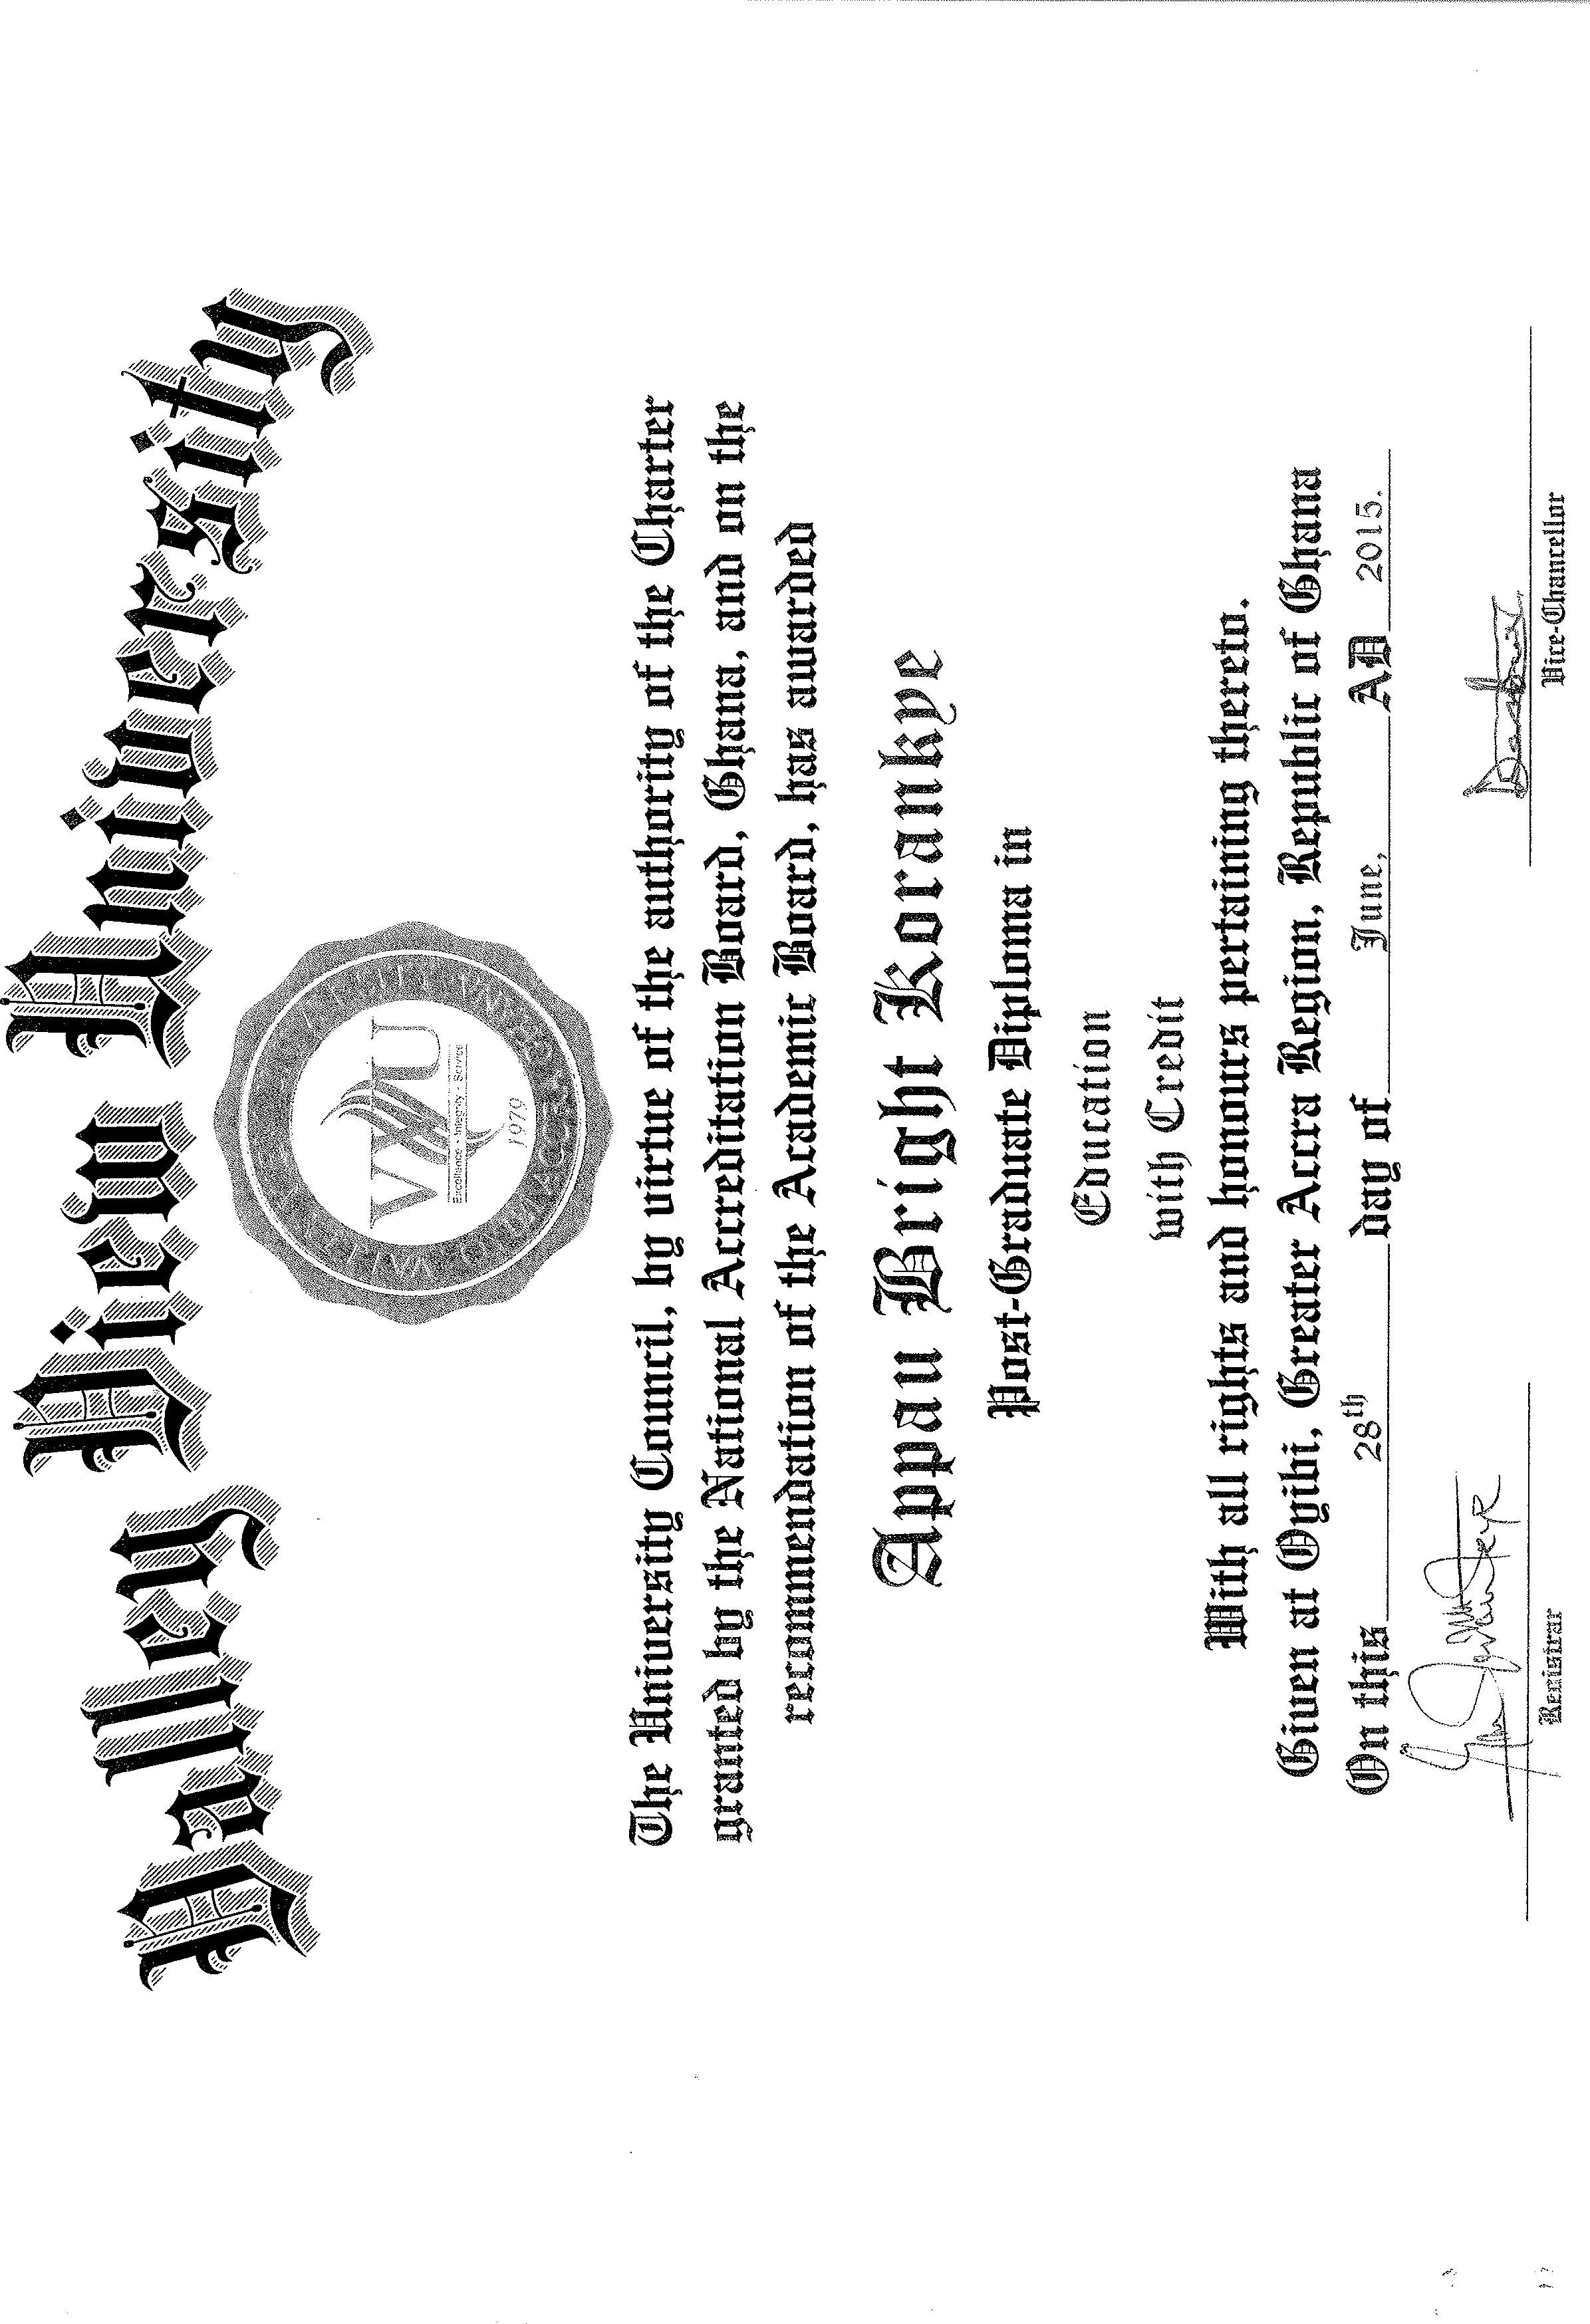 Valley View University
VVU
Excellence - Integrity - Service
1979
The University Council, by virtue of the authority of the Charter
granted by the National Accreditation Board, Ghana, and on the
recommendation of the Academic Board, has awarded
Appau Bright Korankye
Post-Graduate Diploma in
Education
with Credit
With all rights and honours pertaining thereto.
Given at Oyibi, Greater Accra Region, Republic of Ghana
On this 28th day of June, AD 2015.
Registrar
Vice-Chancellor